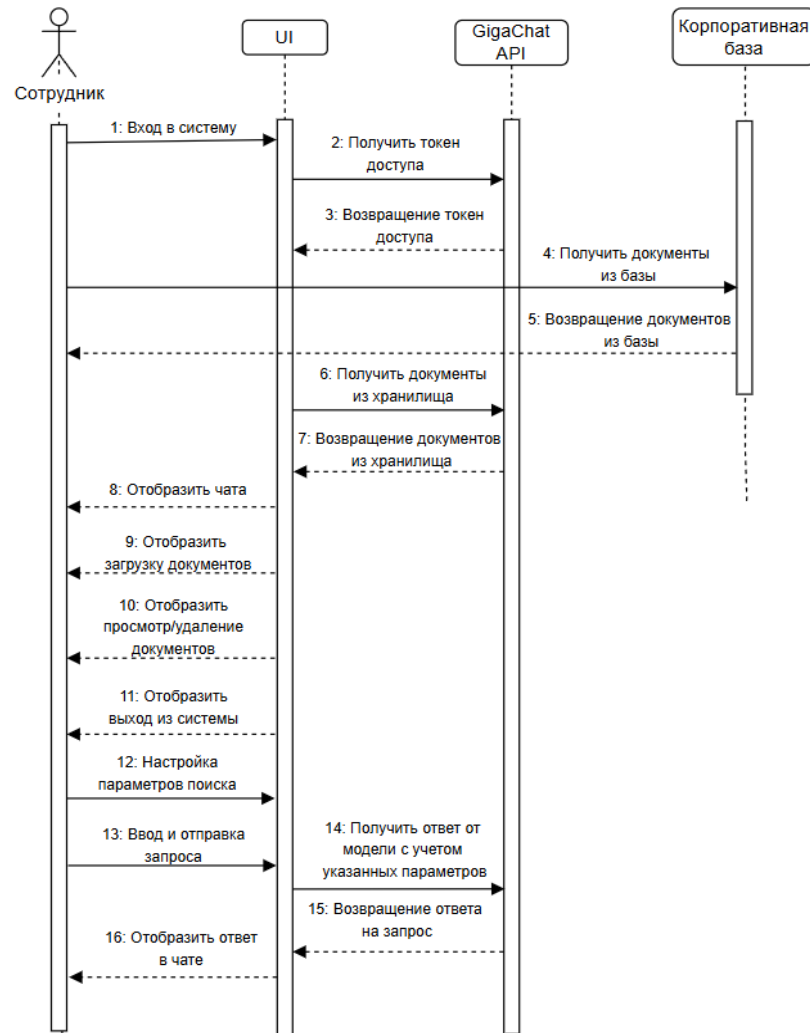 Сотрудник
UI
GigaChat
API
Корпоративная
база
1: Вход в систему
2: Получить токен
доступа
3: Возвращение токен
доступа
4: Получить документы
из базы
5: Возвращение документов
из базы
6: Получить документы
из хранилища
7: Возвращение документов
из хранилища
8: Отобразить чата
9: Отобразить
загрузку документов
10: Отобразить
просмотр/удаление
документов
11: Отобразить
выход из системы
12: Настройка
параметров поиска
13: Ввод и отправка
запроса
14: Получить ответ от
модели с учетом
указанных параметров
15: Возвращение ответа
на запрос
16: Отобразить ответ
в чате